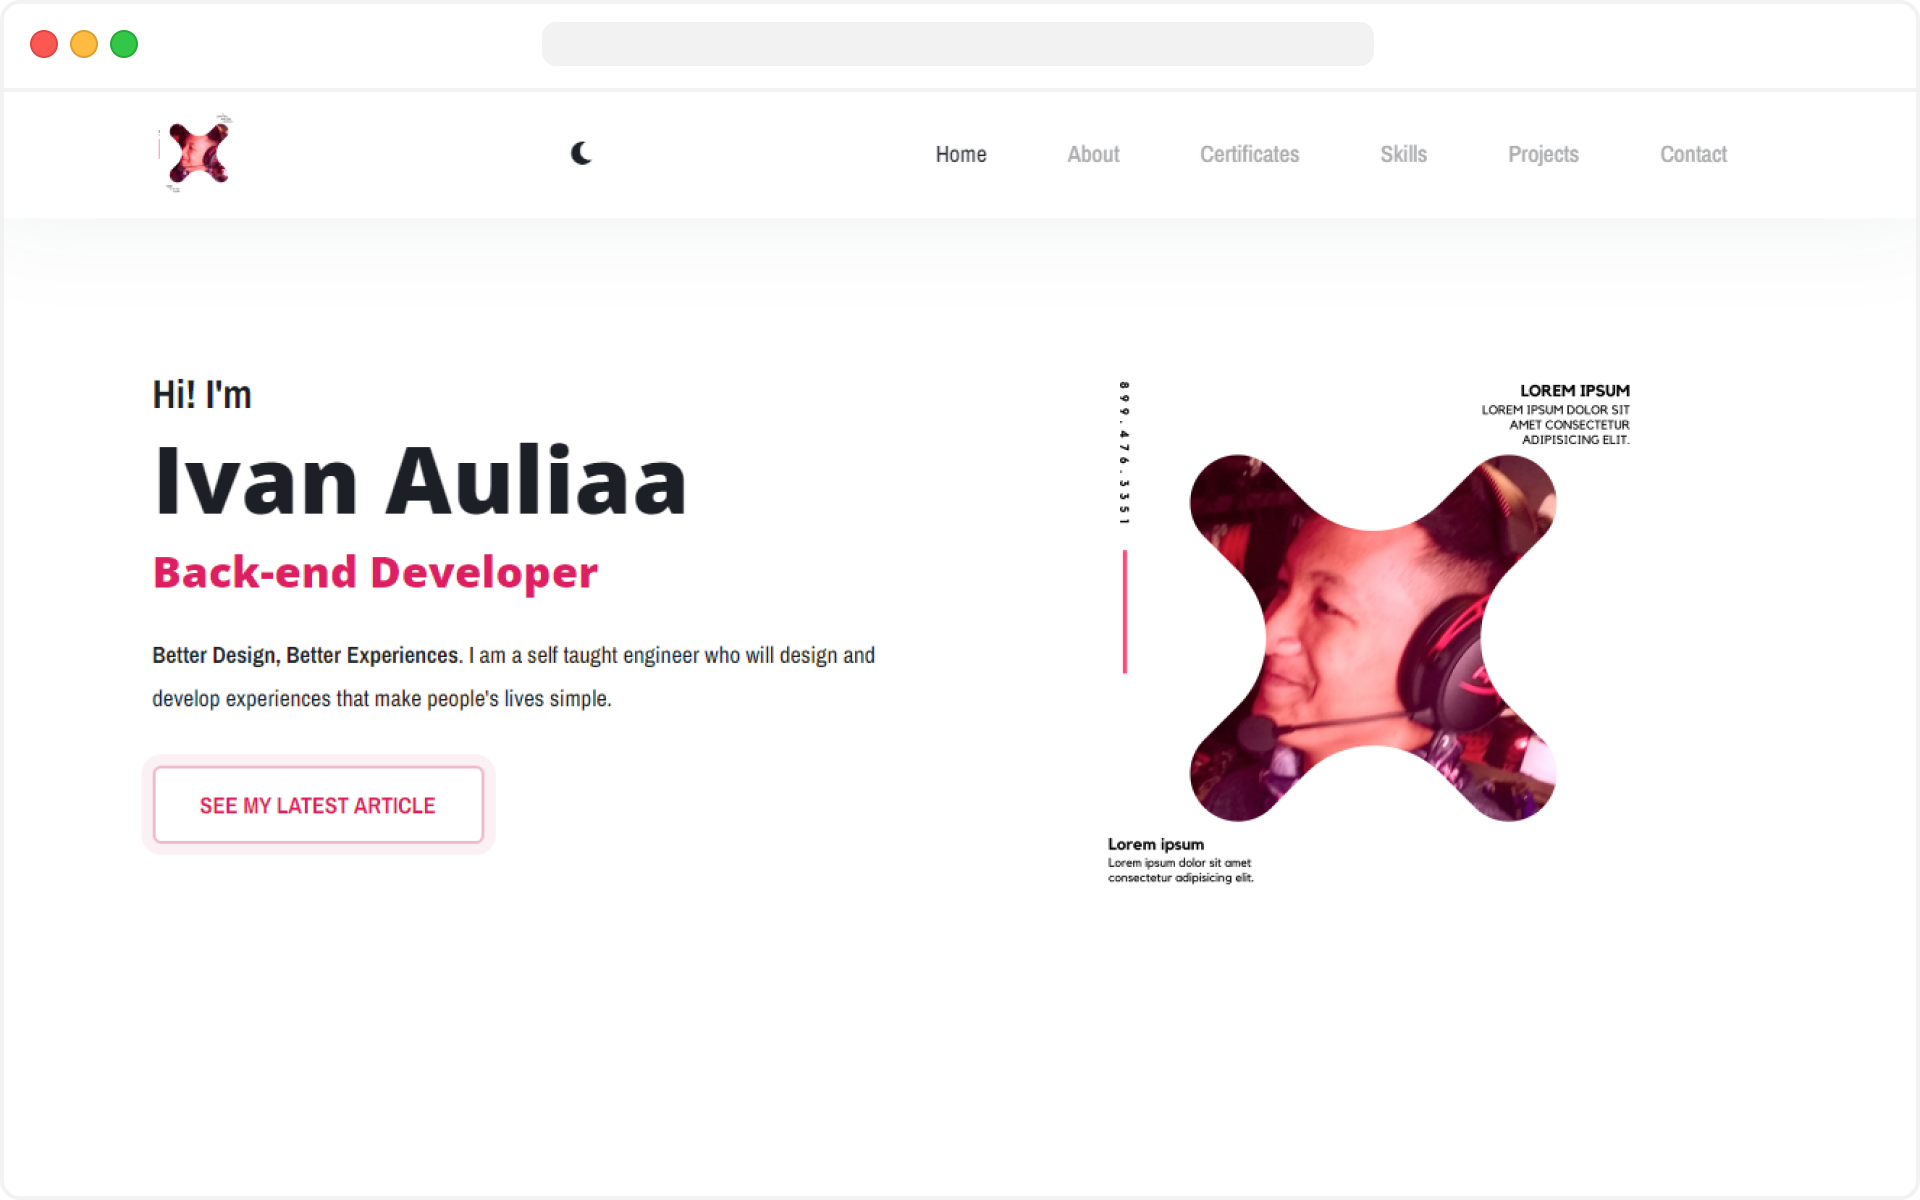 Home
About
Certificates
Skills
Projects
Contact
Hi! I'm
Ivan Auliaa
Back-end Developer
Better Design, Better Experiences. I am a self taught engineer who will design and
develop experiences that make people's lives simple.
SEE MY LATEST ARTICLE
899.476.3351
LOREM IPSUM
LOREM IPSUM DOLOR SIT
AMET CONSECTETUR
ADIPISICING ELIT.
Lorem ipsum
Lorem ipsum dolor sit amet
consectetur adipisicing elit.